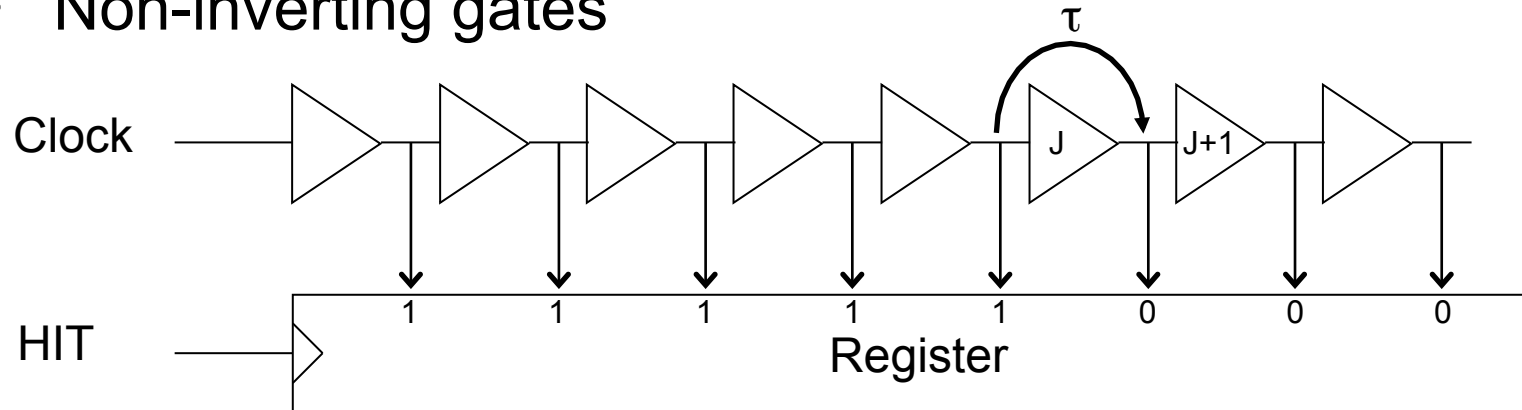 Non-inverting gates
τ
Clock
J
J+1
1 1 1 1 1 0 0 0
HIT
Register